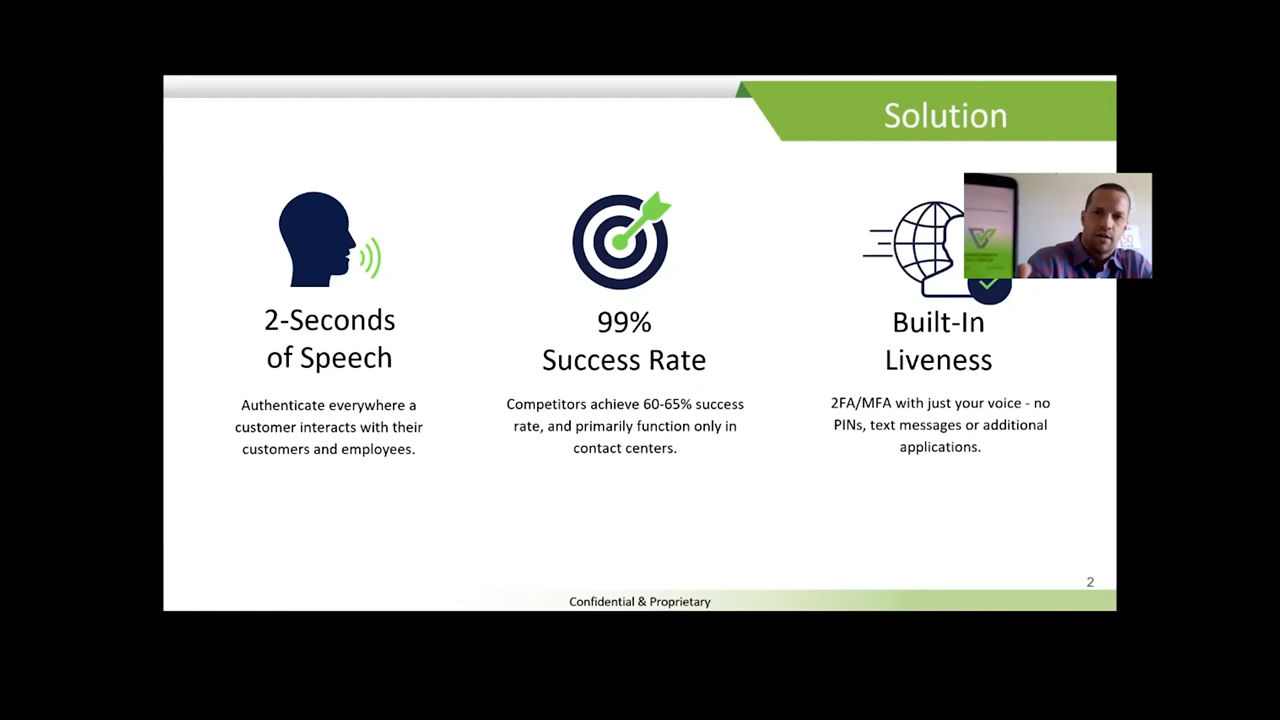 Solution
2-Seconds
of Speech
Authenticate everywhere a
customer interacts with their
customers and employees.
99%
Success Rate
Competitors achieve 60-65% success
rate, and primarily function only in
contact centers.
Built-In
Liveness
2FA/MFA with just your voice - no
PINs, text messages or additional
applications.
2
Confidential & Proprietary